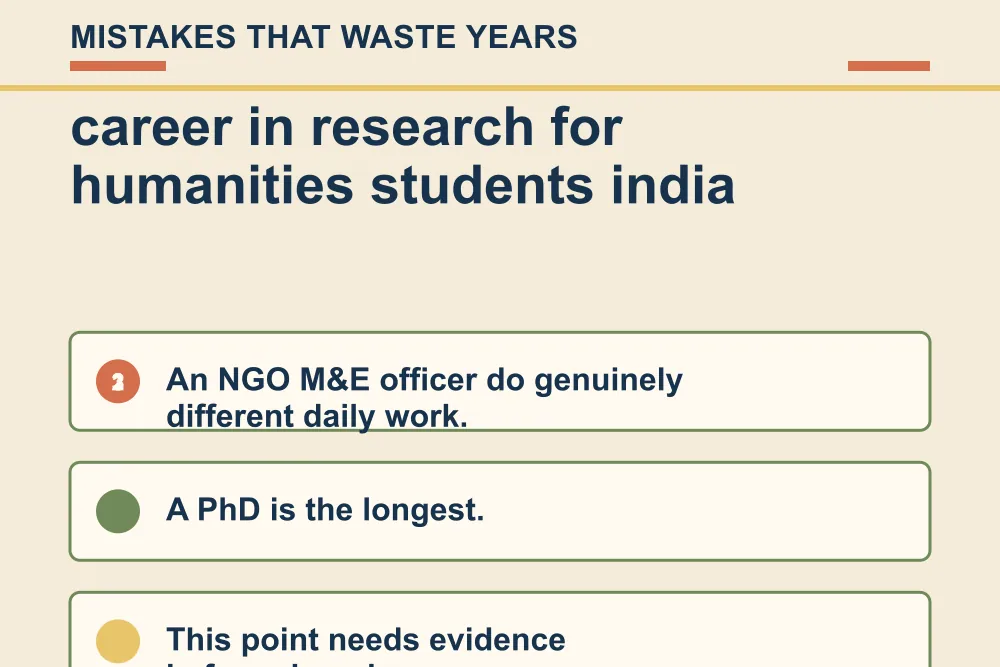 MISTAKES THAT WASTE YEARS
career in research for
humanities students india
An NGO M&E officer do genuinely
different daily work.
A PhD is the longest.
This point needs evidence